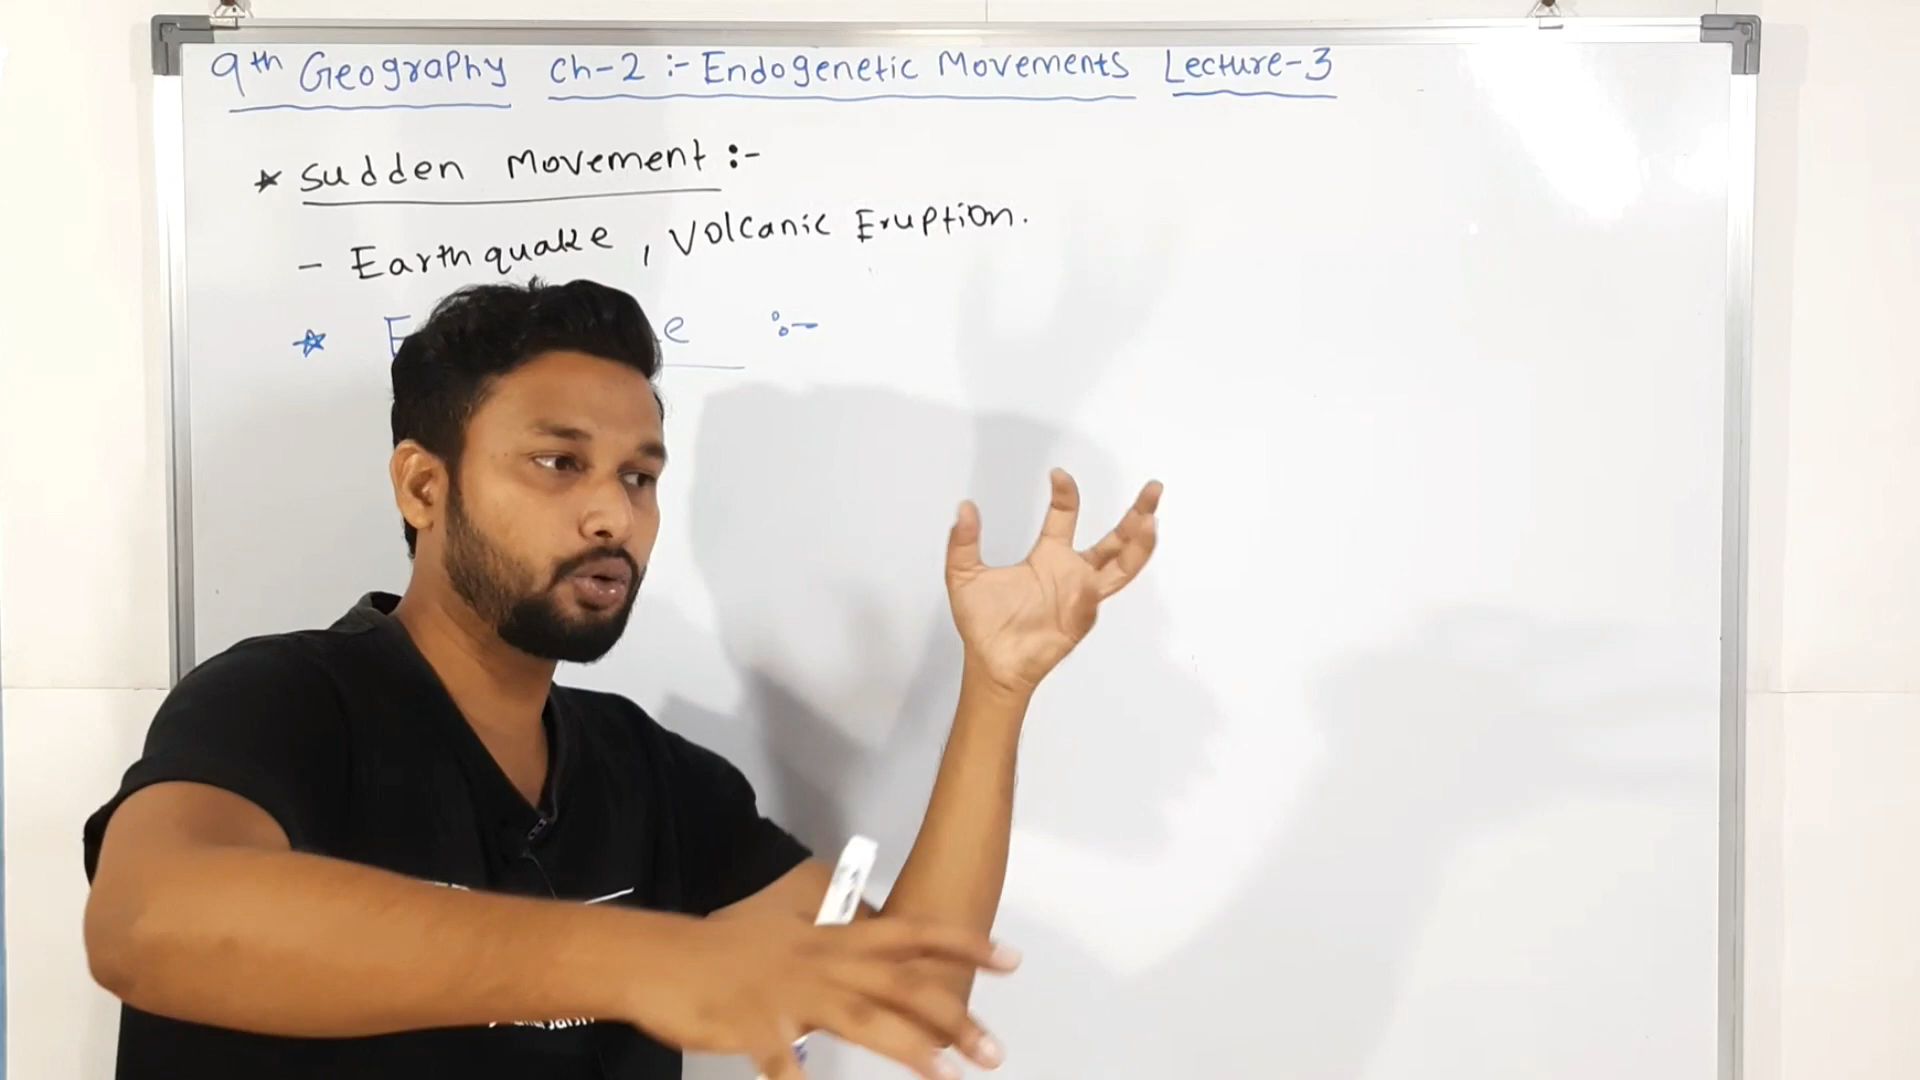 9th Geography ch-2 :- Endogenetic Movements Lecture-3
* Sudden Movement :-
- Earthquake, Volcanic Eruption.
* :-